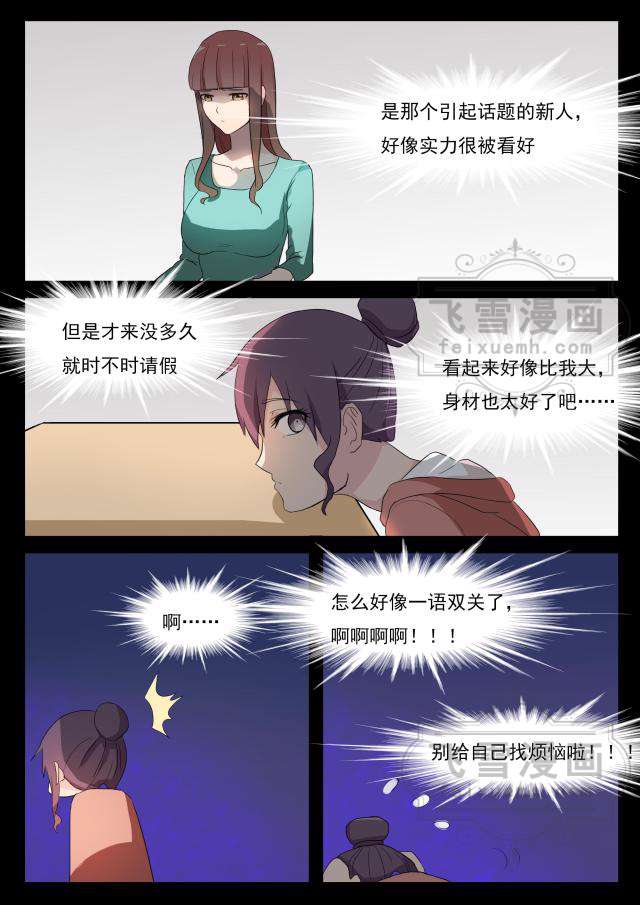 是那个引起话题的新人，
好像实力很被看好
飞雪漫画
feixuemh.com
但是才来没多久
就时不时请假
看起来好像比我大，
身材也太好了吧……
啊……
怎么好像一语双关了，
啊啊啊啊！！！
别给自己找烦恼啦！！！
飞雪漫画